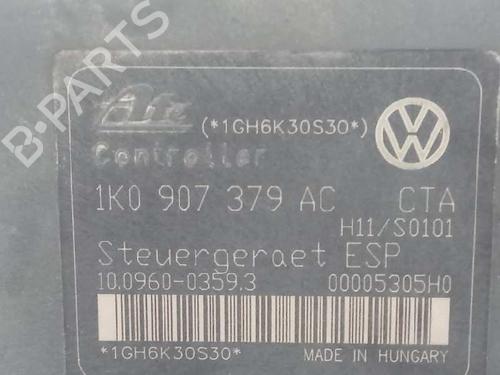 Ate (*1GH6K30S30*)
Controller
1K0 907 379 AC CTA
H11/S0101
Steuergeraet ESP
10.0960-0359.3 00005305H0
*1GH6K30S30* MADE IN HUNGARY
B-PARTS